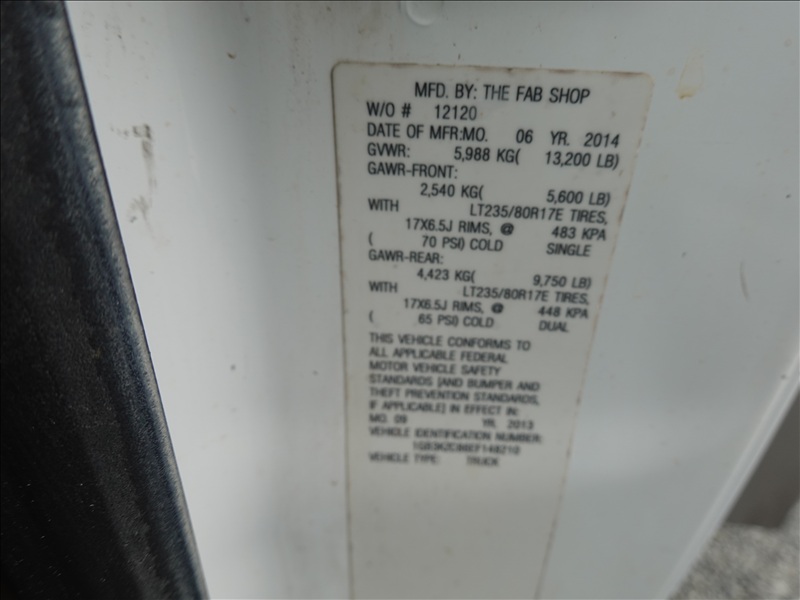 MFD. BY: THE FAB SHOP
W/O # 12120
DATE OF MFR:MO. 06 YR. 2014
GVWR: 5,988 KG( 13,200 LB)
GAWR-FRONT:
2,540 KG( 5,600 LB)
WITH LT235/80R17E TIRES,
17X6.5J RIMS, @ 483 KPA
( 70 PSI) COLD SINGLE
GAWR-REAR:
4,423 KG( 9,750 LB)
WITH LT235/80R17E TIRES,
17X6.5J RIMS, @ 448 KPA
( 65 PSI) COLD DUAL
THIS VEHICLE CONFORMS TO
ALL APPLICABLE FEDERAL
MOTOR VEHICLE SAFETY
STANDARDS [AND BUMPER AND
THEFT PREVENTION STANDARDS,
IF APPLICABLE] IN EFFECT IN:
MO. 09 YR. 2013
VEHICLE IDENTIFICATION NUMBER:
VEHICLE TYPE: TRUCK